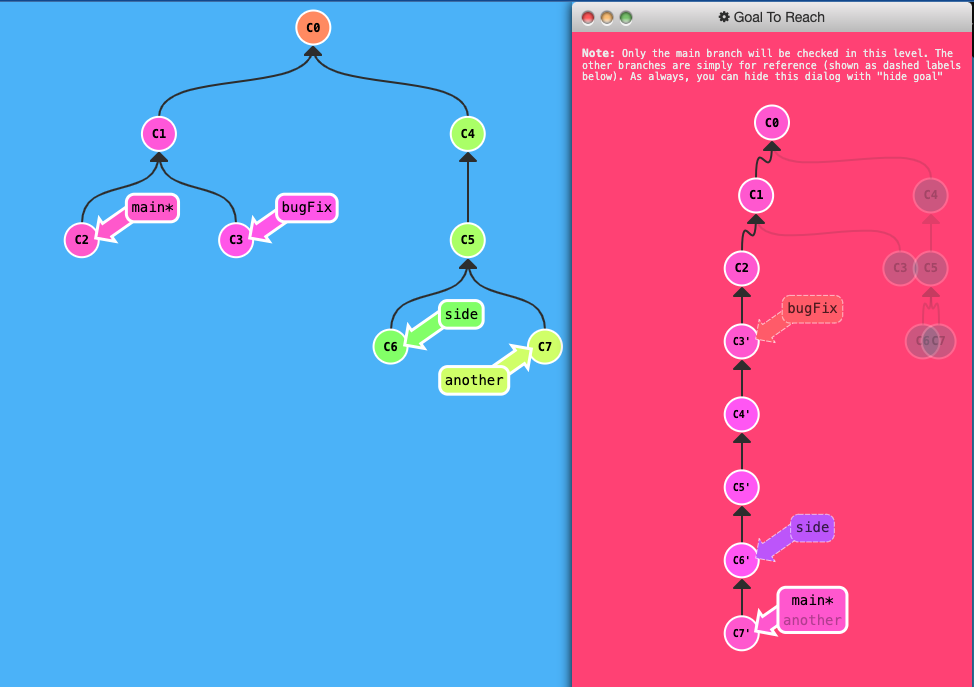 C0
C1
C4
main*
bugFix
C2
C3
C5
side
C6
C7
another
Goal To Reach
Note: Only the main branch will be checked in this level. The
other branches are simply for reference (shown as dashed labels
below). As always, you can hide this dialog with "hide goal"
C0
C1
C4
C2
C3
C5
bugFix
C3'
C6
C7
C4'
C5'
side
C6'
main*
another
C7'